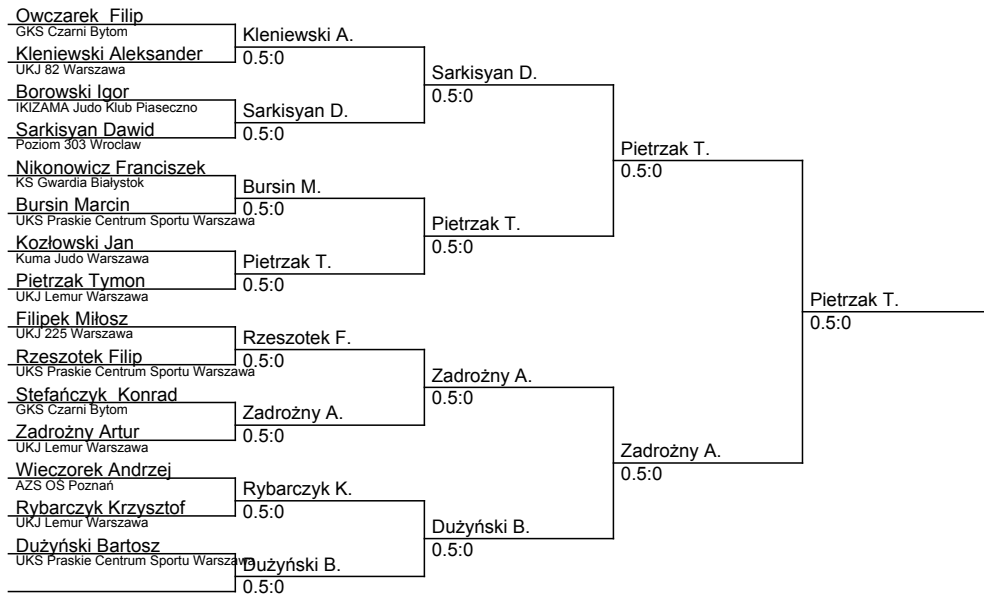 Owczarek  Filip
GKS Czarni Bytom
Kleniewski Aleksander
UKJ 82 Warszawa
Borowski Igor
IKIZAMA Judo Klub Piaseczno
Sarkisyan Dawid
Poziom 303 Wroclaw
Nikonowicz Franciszek
KS Gwardia Białystok
Bursin Marcin
UKS Praskie Centrum Sportu Warszawa
Kozłowski Jan
Kuma Judo Warszawa
Pietrzak Tymon
UKJ Lemur Warszawa
Filipek Miłosz
UKJ 225 Warszawa
Rzeszotek Filip
UKS Praskie Centrum Sportu Warszawa
Stefańczyk  Konrad
GKS Czarni Bytom
Zadrożny Artur
UKJ Lemur Warszawa
Wieczorek Andrzej
AZS OŚ Poznań
Rybarczyk Krzysztof
UKJ Lemur Warszawa
Dużyński Bartosz
UKS Praskie Centrum Sportu Warszawa
Kleniewski A.
0.5:0
Sarkisyan D.
0.5:0
Bursin M.
0.5:0
Pietrzak T.
0.5:0
Rzeszotek F.
0.5:0
Zadrożny A.
0.5:0
Rybarczyk K.
0.5:0
Dużyński B.
0.5:0
Sarkisyan D.
0.5:0
Pietrzak T.
0.5:0
Zadrożny A.
0.5:0
Dużyński B.
0.5:0
Pietrzak T.
0.5:0
Zadrożny A.
0.5:0
Pietrzak T.
0.5:0